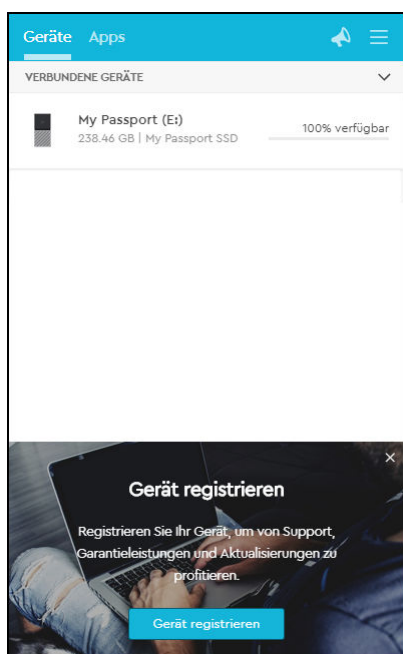 Geräte Apps
VERBUNDENE GERÄTE
My Passport (E:)
238.46 GB | My Passport SSD
100% verfügbar
Gerät registrieren
Registrieren Sie Ihr Gerät, um von Support,
Garantieleistungen und Aktualisierungen zu
profitieren.
Gerät registrieren